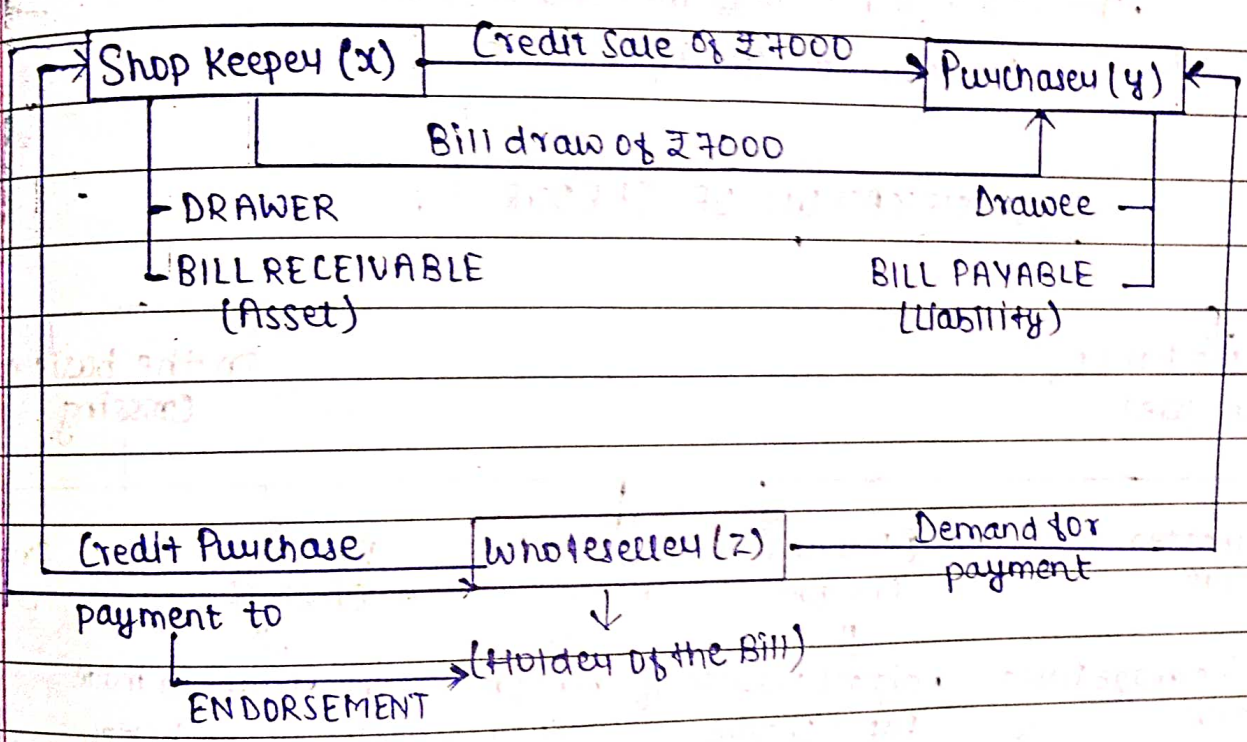 Shop Keeper (x)
Credit Sale of ₹7000
Purchaser (y)
Bill draw of ₹7000
DRAWER
Drawee
BILL RECEIVABLE
(Asset)
BILL PAYABLE
(Liability)
Credit Purchase
Wholeseller (z)
Demand for
payment
payment to
(Holder of the Bill)
ENDORSEMENT